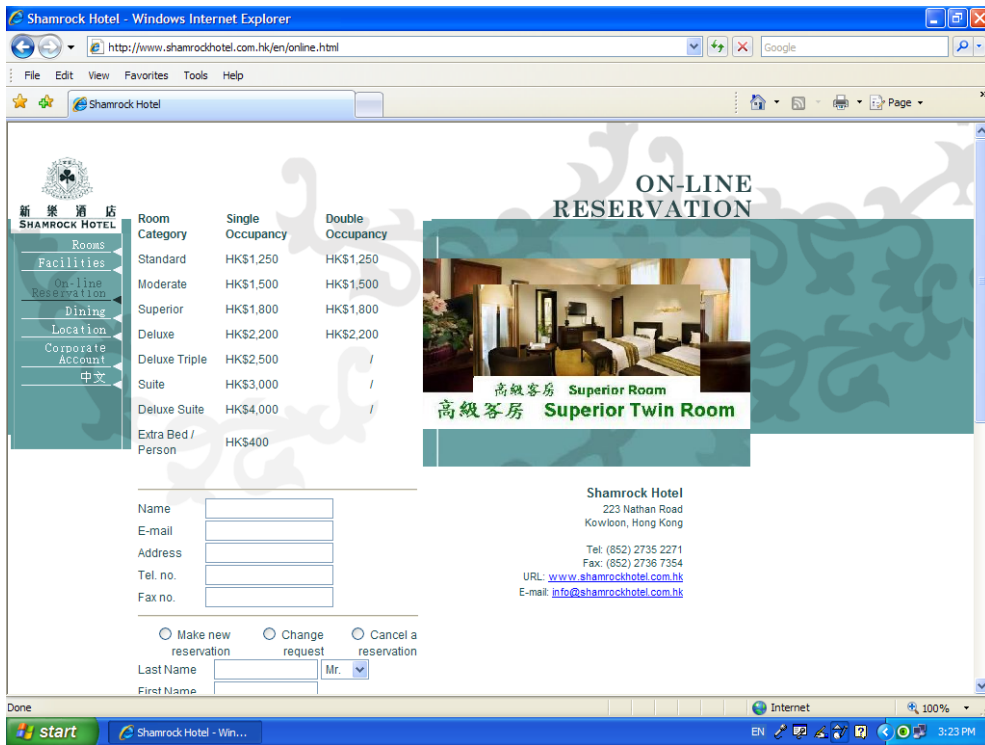 Shamrock Hotel - Windows Internet Explorer
http://www.shamrockhotel.com.hk/en/online.html
Google
File Edit View Favorites Tools Help
Shamrock Hotel
Page
新樂酒店
SHAMROCK HOTEL
Rooms
Facilities
On-line
Reservation
Dining
Location
Corporate
Account
中文
ON-LINE
RESERVATION
Room Category Single Occupancy Double Occupancy
Standard HK$1,250 HK$1,250
Moderate HK$1,500 HK$1,500
Superior HK$1,800 HK$1,800
Deluxe HK$2,200 HK$2,200
Deluxe Triple HK$2,500 /
Suite HK$3,000 /
Deluxe Suite HK$4,000 /
Extra Bed / Person HK$400
高級客房 Superior Room
高級客房 Superior Twin Room
Name
E-mail
Address
Tel. no.
Fax no.
Shamrock Hotel
223 Nathan Road
Kowloon, Hong Kong
Tel: (852) 2735 2271
Fax: (852) 2736 7354
URL: www.shamrockhotel.com.hk
E-mail: info@shamrockhotel.com.hk
Make new reservation
Change request
Cancel a reservation
Last Name Mr.
First Name
Done Internet 100%
start Shamrock Hotel - Win... EN 3:23 PM